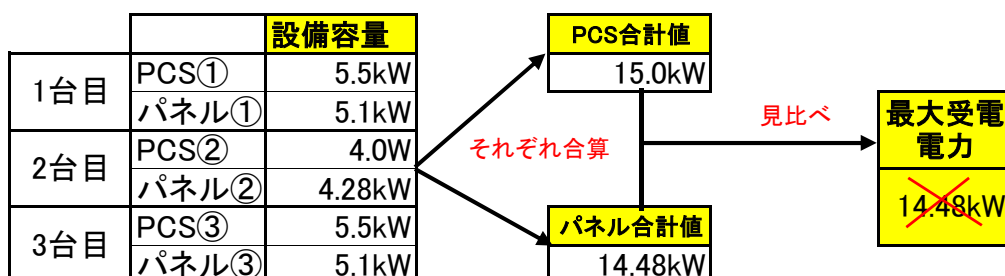 設備容量
1台目 PCS① 5.5kW
パネル① 5.1kW
2台目 PCS② 4.0W
パネル② 4.28kW
3台目 PCS③ 5.5kW
パネル③ 5.1kW
それぞれ合算
PCS合計値
15.0kW
パネル合計値
14.48kW
見比べ
最大受電
電力
14.48kW